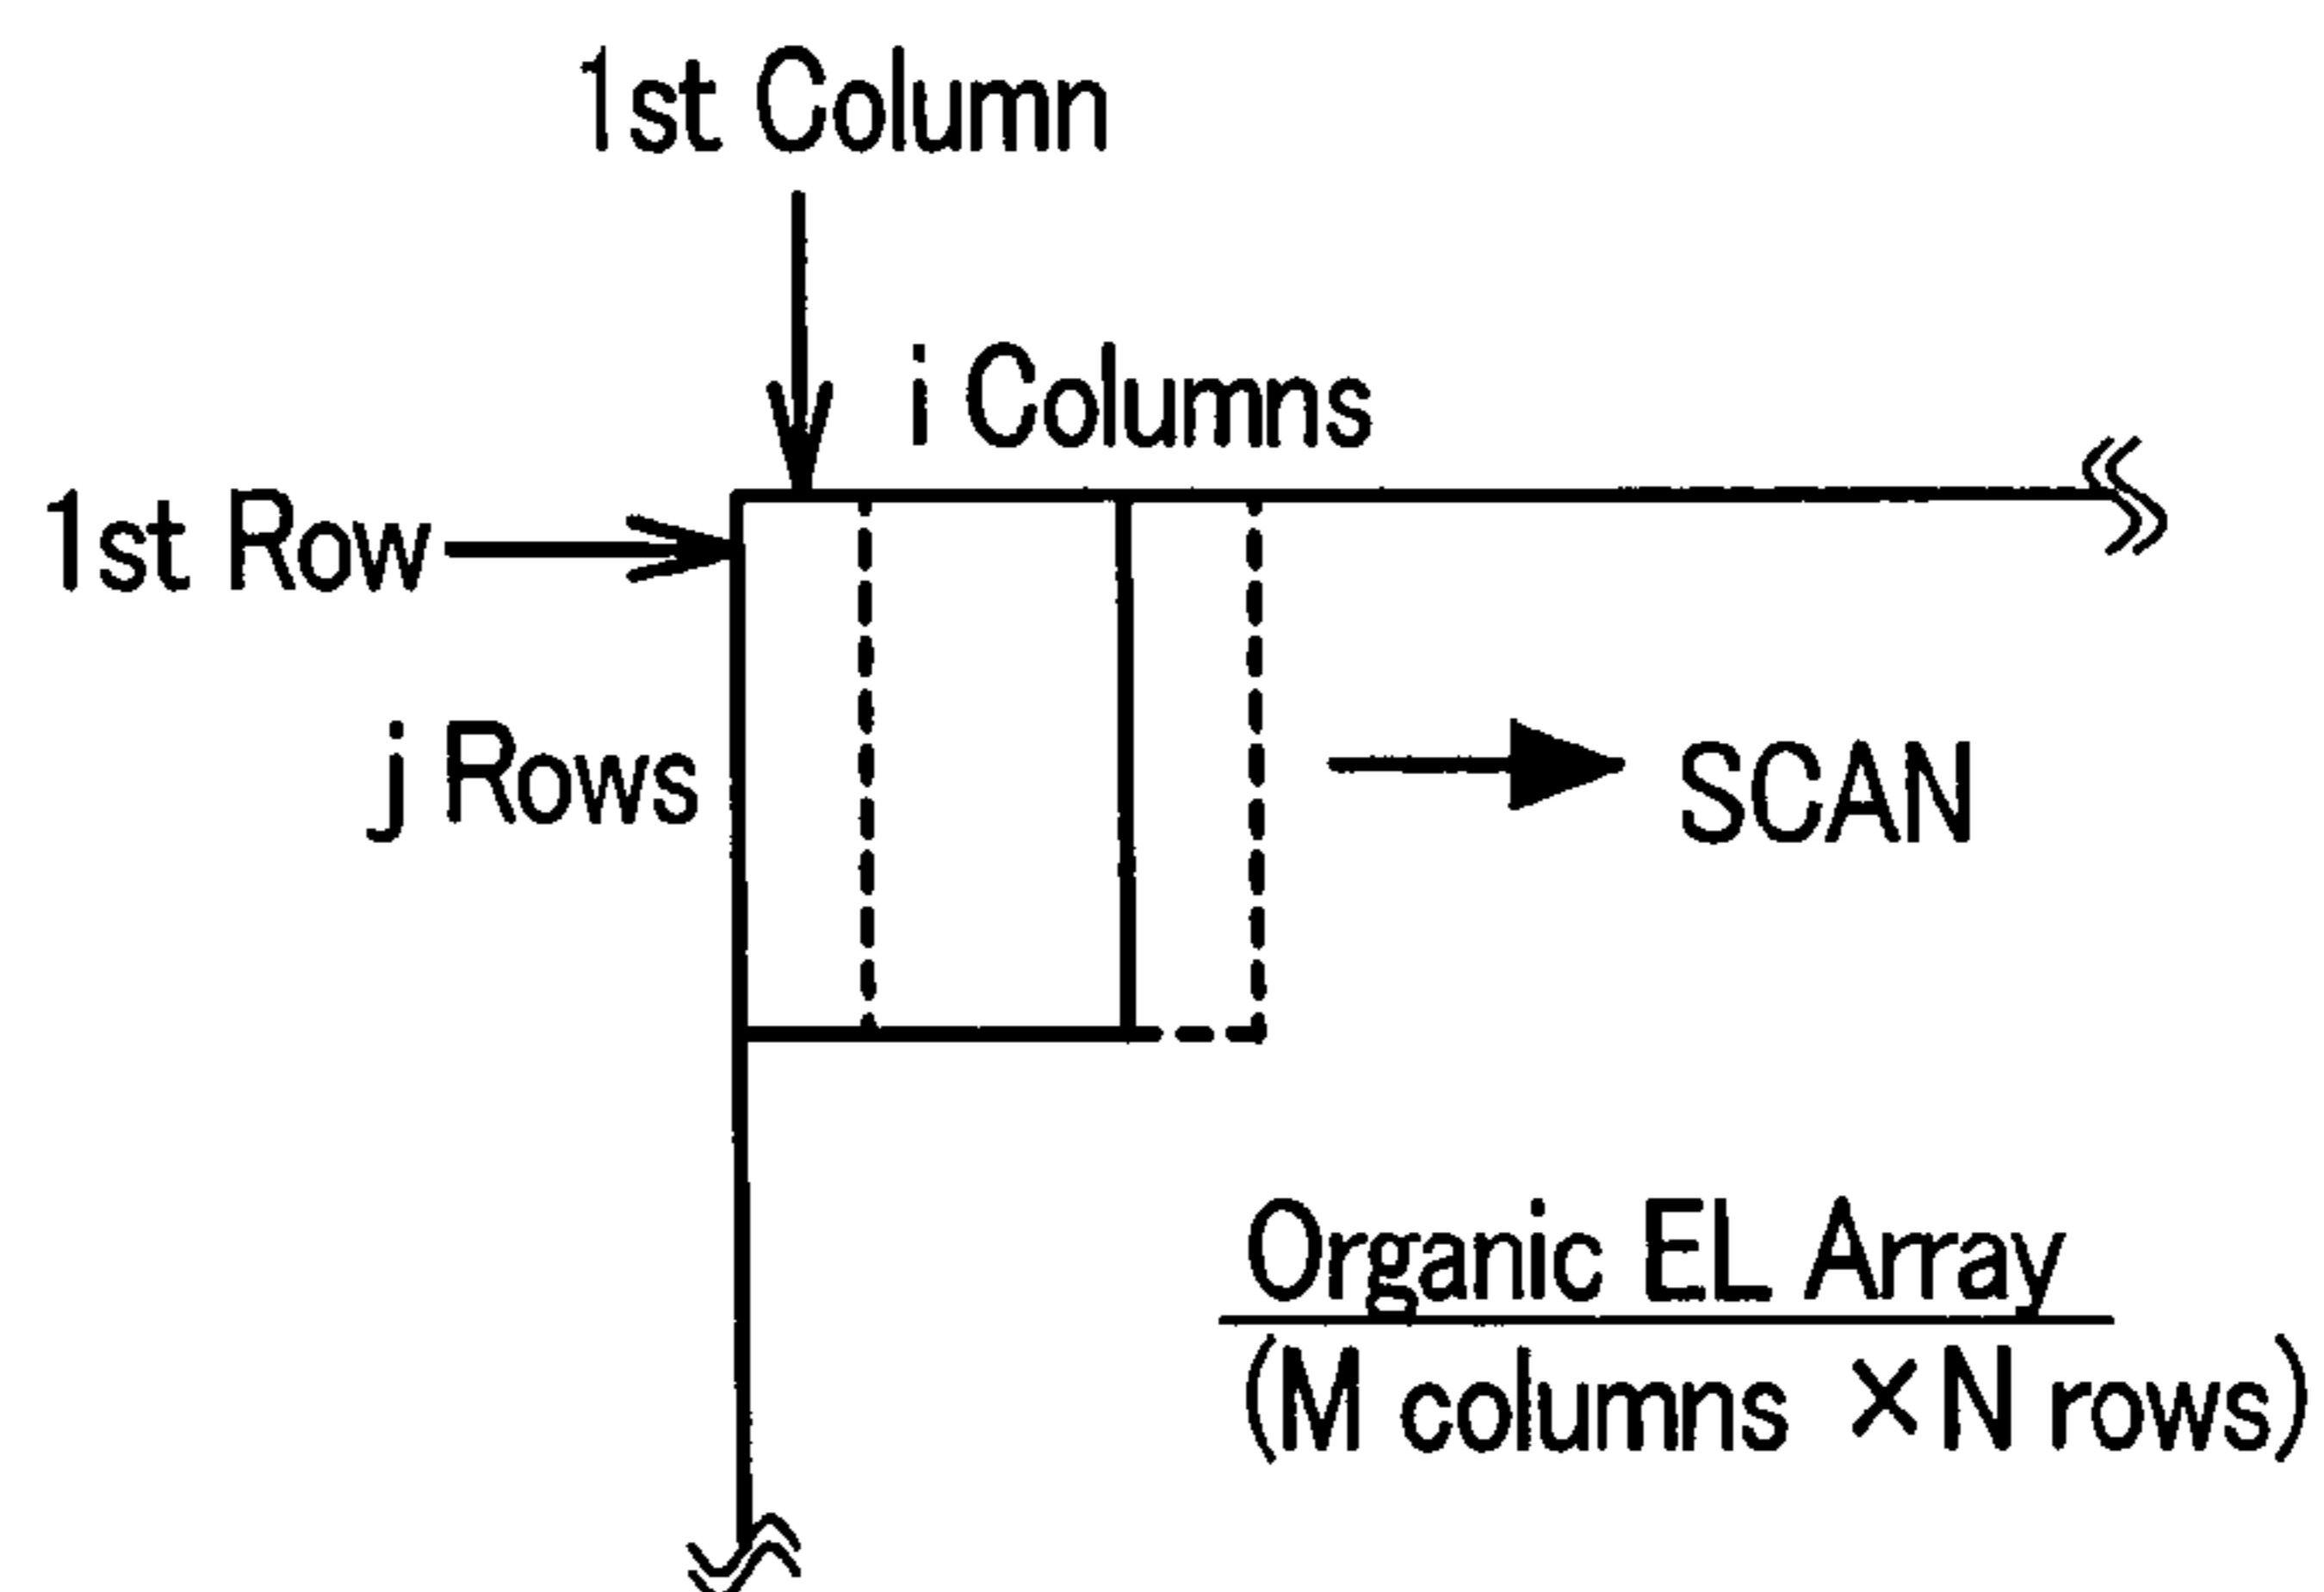 1st Column
i Columns
1st Row
j Rows
SCAN
Organic EL Array
(M columns ×N rows)